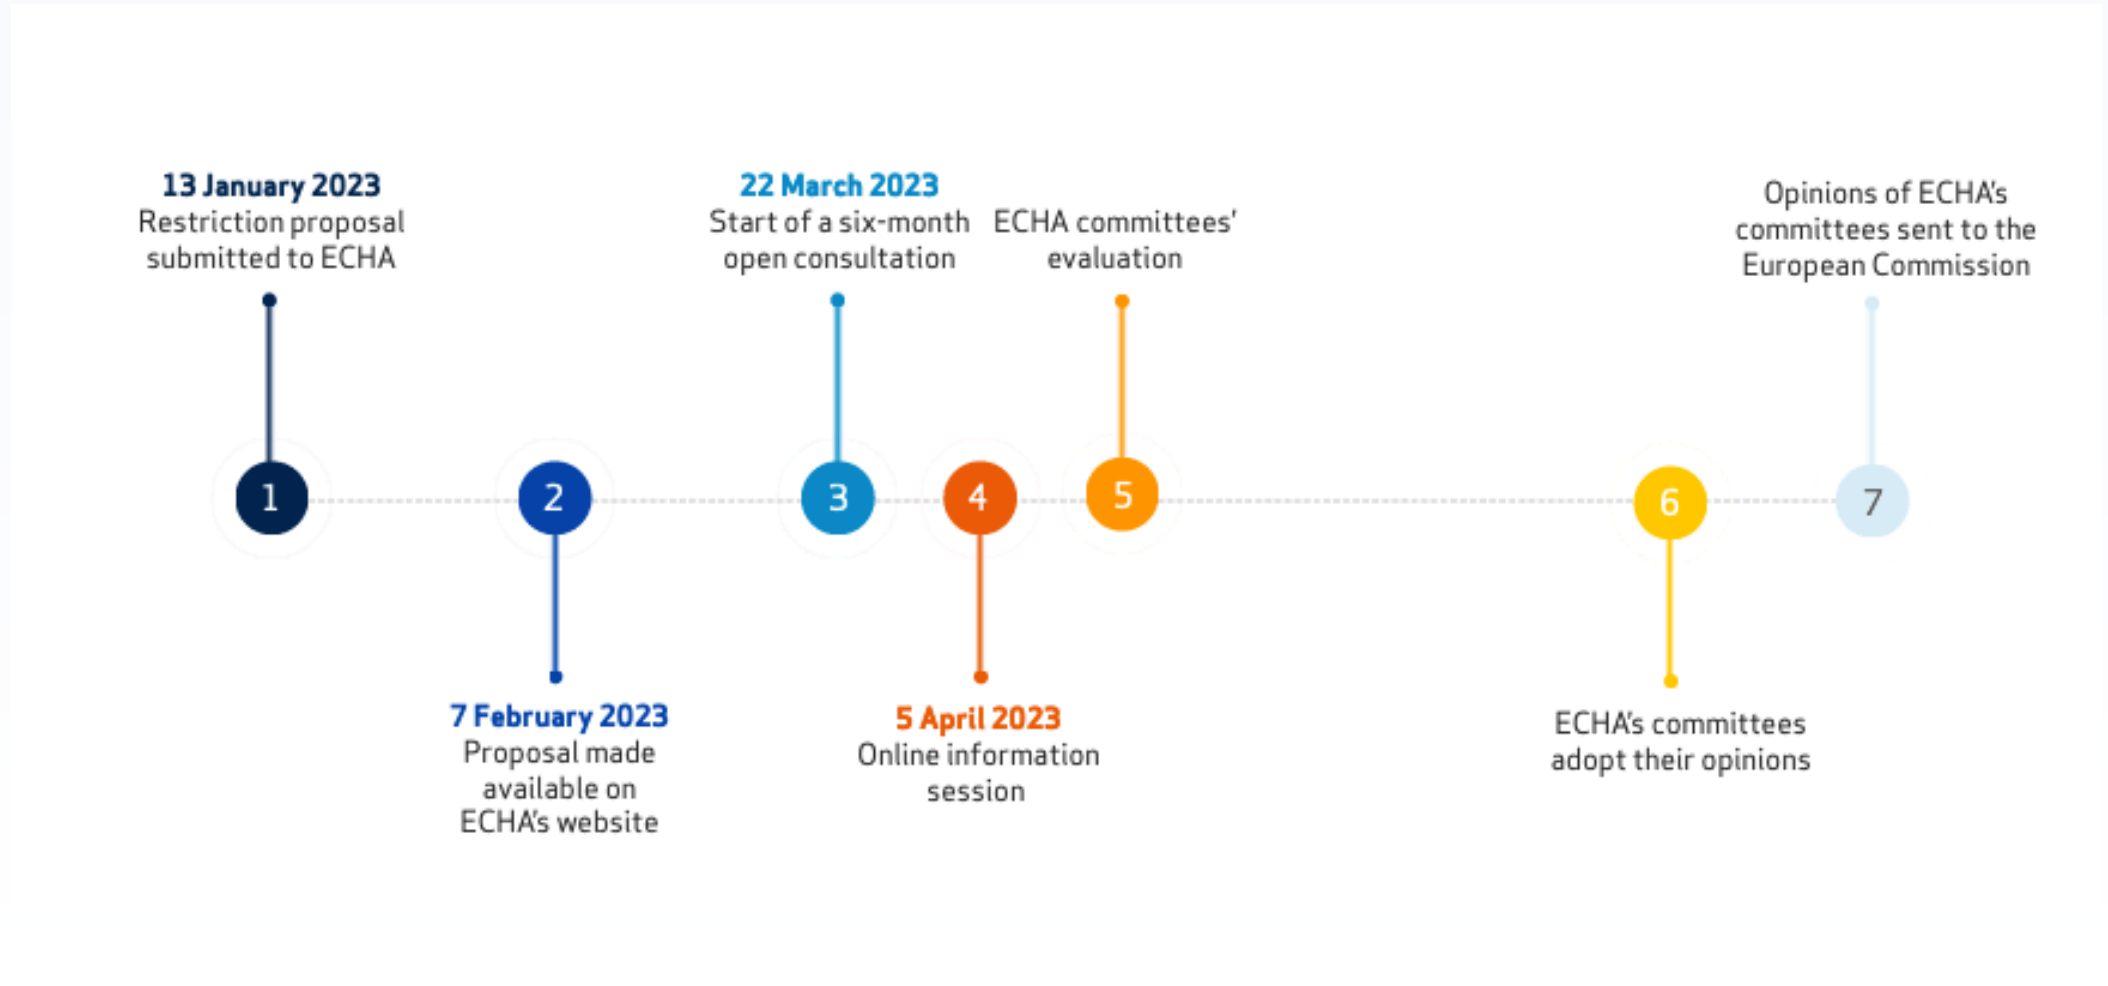 13 January 2023
Restriction proposal
submitted to ECHA
22 March 2023
Start of a six-month
open consultation
ECHA committees'
evaluation
Opinions of ECHA's
committees sent to the
European Commission
1
2
3
4
5
6
7
7 February 2023
Proposal made
available on
ECHA's website
5 April 2023
Online information
session
ECHA's committees
adopt their opinions